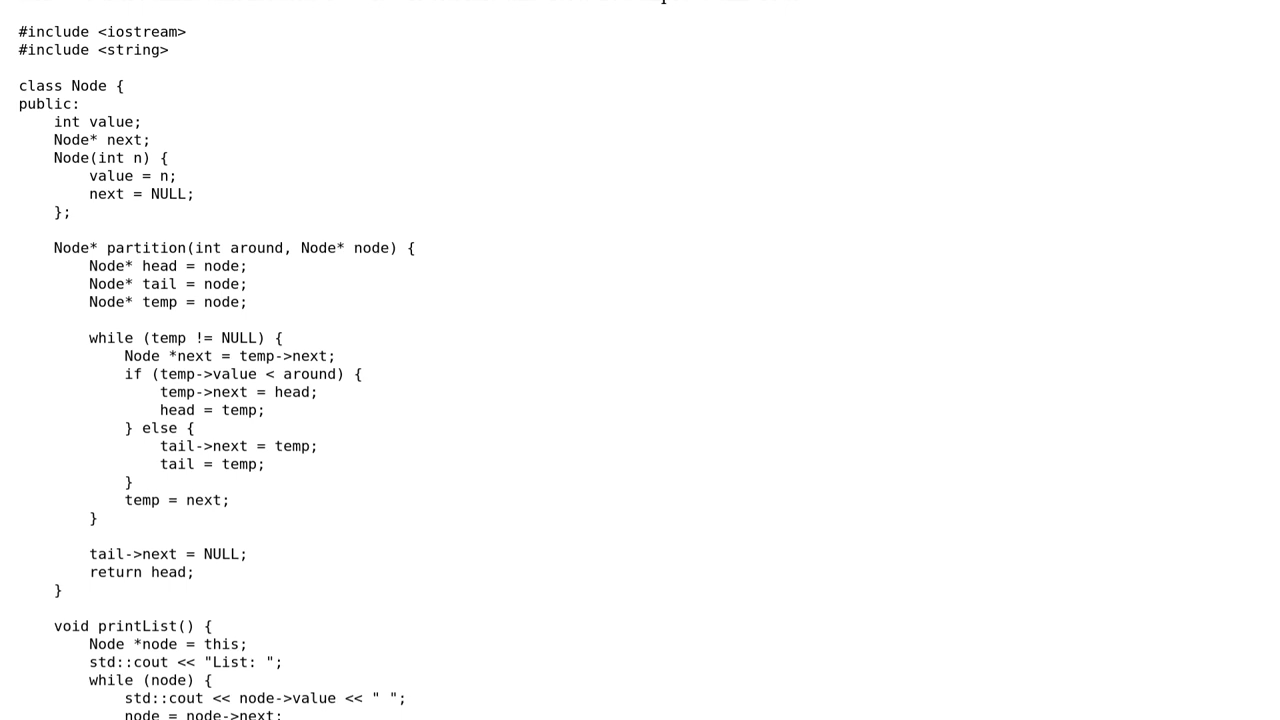 #include <iostream>
#include <string>

class Node {
public:
    int value;
    Node* next;
    Node(int n) {
        value = n;
        next = NULL;
    };

    Node* partition(int around, Node* node) {
        Node* head = node;
        Node* tail = node;
        Node* temp = node;

        while (temp != NULL) {
            Node *next = temp->next;
            if (temp->value < around) {
                temp->next = head;
                head = temp;
            } else {
                tail->next = temp;
                tail = temp;
            }
            temp = next;
        }

        tail->next = NULL;
        return head;
    }

    void printList() {
        Node *node = this;
        std::cout << "List: ";
        while (node) {
            std::cout << node->value << " ";
            node = node->next;